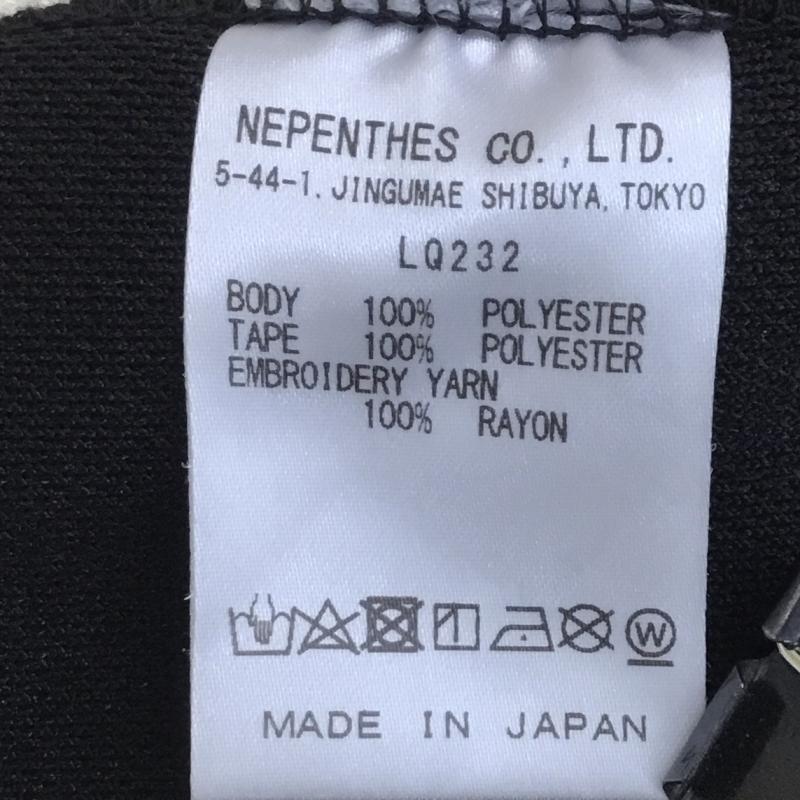 NEPENTHES CO., LTD.
5-44-1. JINGUMAE SHIBUYA, TOKYO
LQ232
BODY 100% POLYESTER
TAPE 100% POLYESTER
EMBROIDERY YARN
100% RAYON
W
MADE IN JAPAN